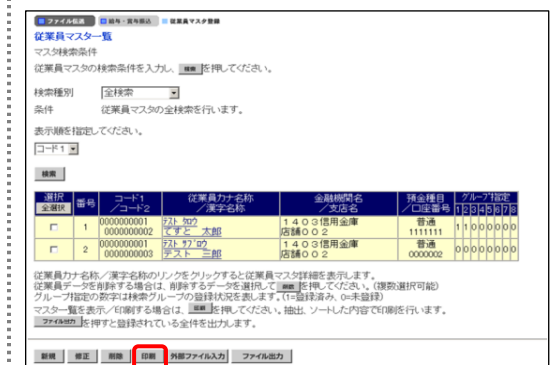 ファイル伝送 給与・賞与振込 従業員マスタ登録
従業員マスター覧
マスタ検索条件
従業員マスタの検索条件を入力し、 検索 を押してください。
検索種別 全検索
条件 従業員マスタの全検索を行います。
表示順を指定してください。
コード1
検索
選択 番号 コード1 従業員カナ名称 金融機関名 預金種目 グループ指定
全選択 ／コード2 ／漢字名称 ／支店名 ／口座番号 1 2 3 4 5 6 7 8
1 0000000001 ﾃｽﾄ ﾀﾛｳ 1403信用金庫 普通 1 1 0 0 0 0 0 0
0000000002 てすと 太郎 店舗002 1111111
2 0000000001 ﾃｽﾄ ｻﾌﾞﾛｳ 1403信用金庫 普通 0 0 0 0 0 0 0 0
0000000003 テスト 三郎 店舗002 0000002
従業員カナ名称／漢字名称のリンクをクリックすると従業員マスタ詳細を表示します。
従業員データを削除する場合は、削除するデータを選択して 削除 を押してください。(複数選択可能)
グループ指定の数字は検索グループの登録状況を表します。(1=登録済み、0=未登録)
マスター覧を表示／印刷する場合は、 印刷 を押してください。抽出、ソートした内容で印刷を行います。
ファイル出力 を押すと登録されている全件を出力します。
新規 修正 削除 印刷 外部ファイル入力 ファイル出力